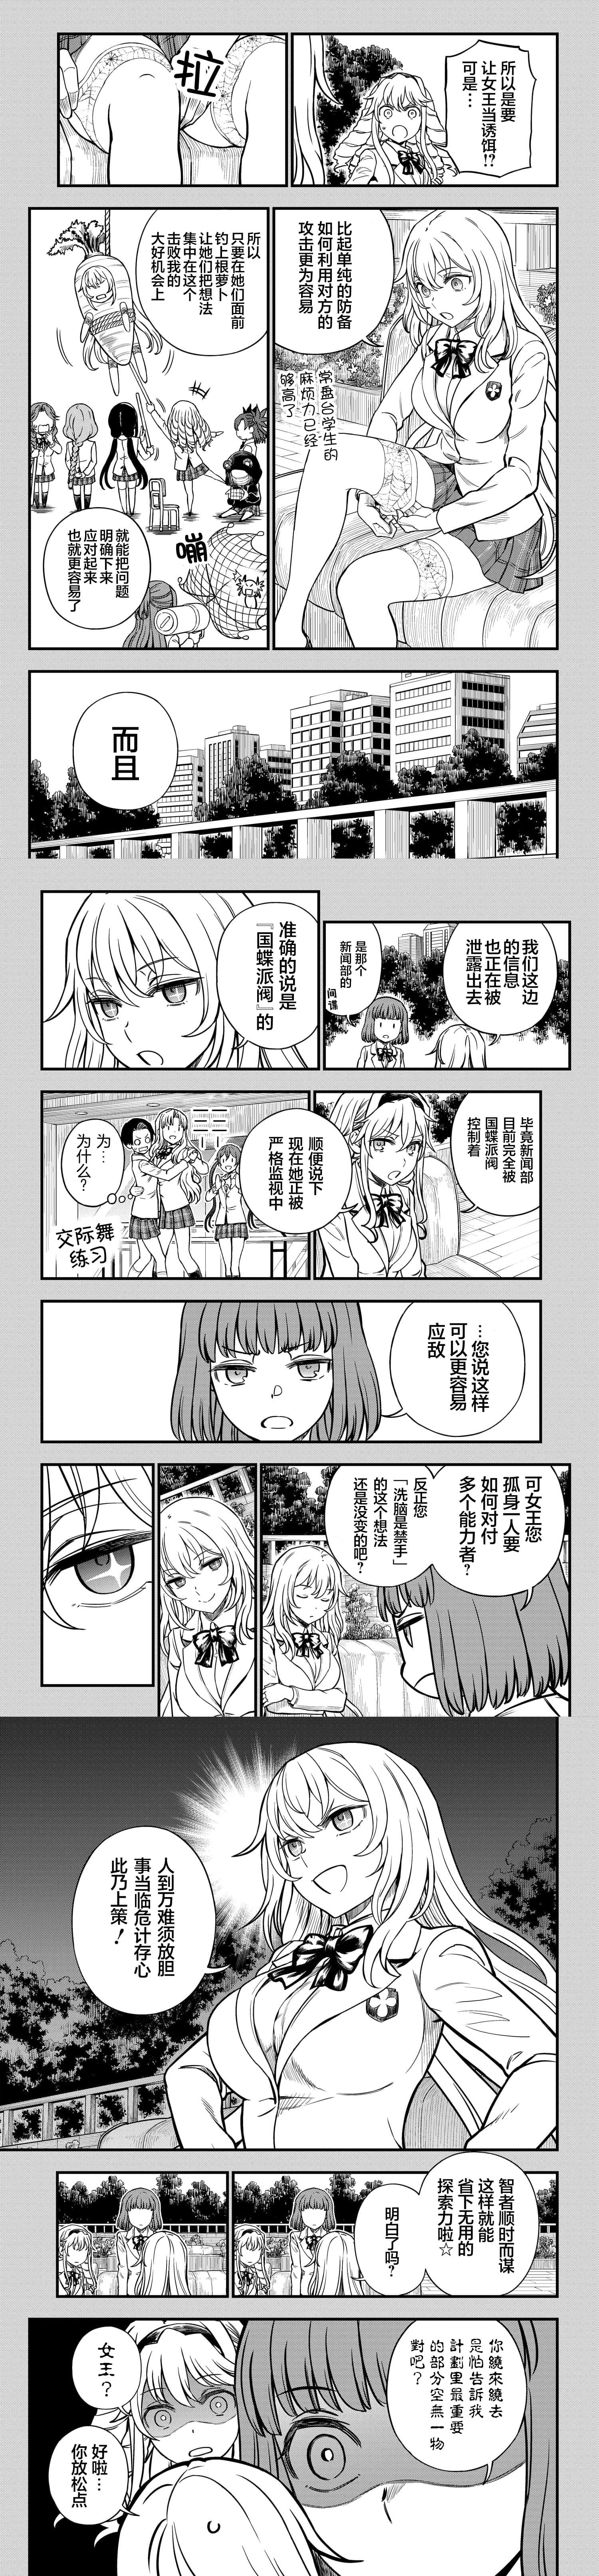 所以是要
让女王当诱饵!?
可是…
拉
比起单纯的防备
如何利用对方的
攻击更为容易
常盘台学生的
麻烦力已经
够高了
所以
只要在她们面前
钓上根萝卜
让她们把想法
集中在这个
击败我的
大好机会上
嘣
就能把问题
明确下来
应对起来
也就更容易了
而且
我们这边
的信息
也正在被
泄露出去
是那个
新闻部的
间谍
准确的说是
『国蝶派阀』的
毕竟新闻部
目前完全被
国蝶派阀
控制着
顺便说下
现在她正被
严格监视中
为…
为什么?
交际舞
练习
…您说这样
可以更容易
应敌
可女王您
孤身一人要
如何对付
多个能力者?
反正您
「洗脑是禁手」
的这个想法
还是没变的吧?
人到万难须放胆
事当临危计存心
此乃上策!
智者顺时而谋
这样就能
省下无用的
探索力啦☆
明白了吗?
你繞來繞去
是怕告訴我
計劃里最重要
的部分空無一物
對吧?
女王?
好啦…
你放松点